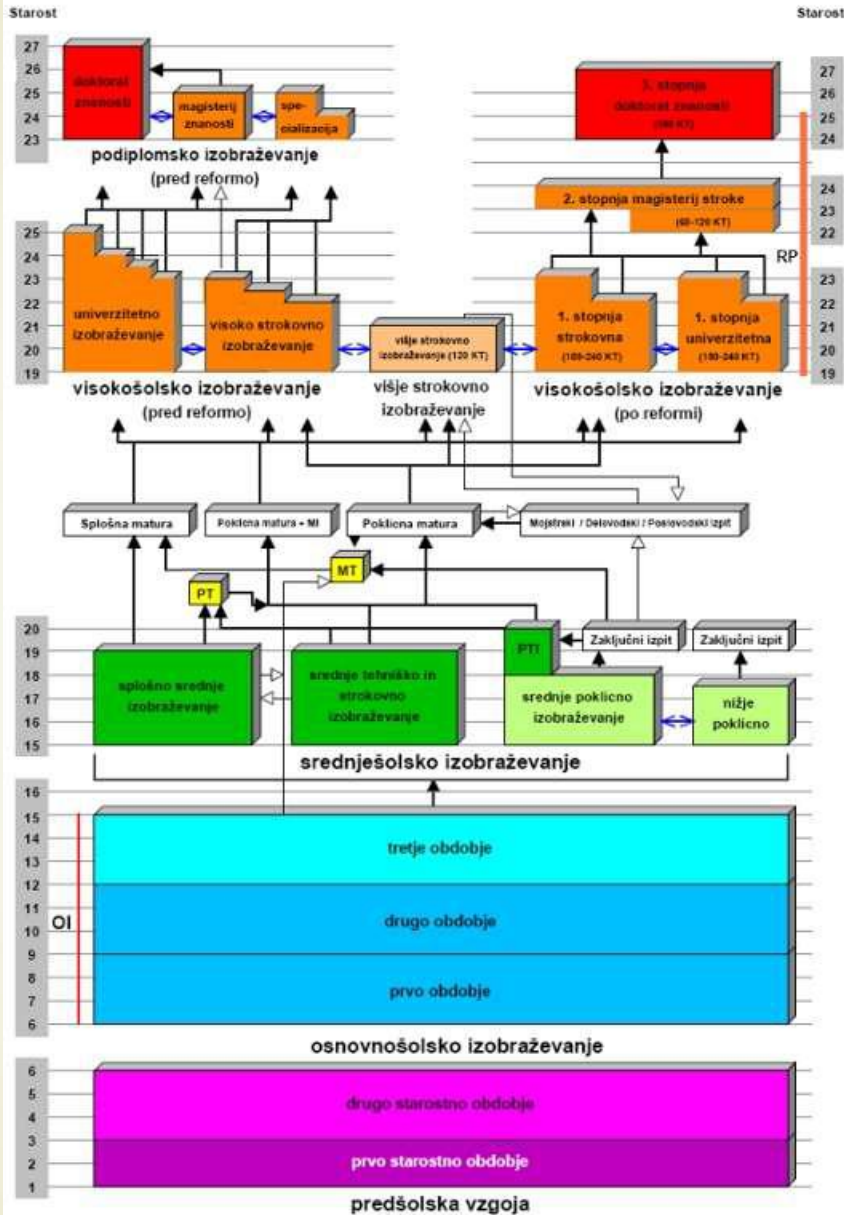 Starost
Starost
27
26
25
24
23
doktorat
znanosti
magisterij
znanosti
spe-
cializacija
podiplomsko izobraževanje
(pred reformo)
27
26
25
24
3. stopnja
doktorat znanosti
(180 KT)
24
23
22
2. stopnja magisterij stroke
(60-120 KT)
RP
25
24
23
22
21
20
19
univerzitetno
izobraževanje
visoko strokovno
izobraževanje
višje strokovno
izobraževanje (120 KT)
1. stopnja
strokovna
(180-240 KT)
1. stopnja
univerzitetna
(180-240 KT)
23
22
21
20
19
visokošolsko izobraževanje
(pred reformo)
višje strokovno
izobraževanje
visokošolsko izobraževanje
(po reformi)
Splošna matura
Poklicna matura + MI
Poklicna matura
Mojstrski / Delovodski / Poslovodski izpit
PT
MT
20
19
18
17
16
15
splošno srednje
izobraževanje
srednje tehniško in
strokovno
izobraževanje
PTI
Zaključni izpit
Zaključni izpit
srednje poklicno
izobraževanje
nižje
poklicno
srednješolsko izobraževanje
16
15
14
13
12
11
10
9
8
7
6
OI
tretje obdobje
drugo obdobje
prvo obdobje
osnovnošolsko izobraževanje
6
5
4
3
2
1
drugo starostno obdobje
prvo starostno obdobje
predšolska vzgoja